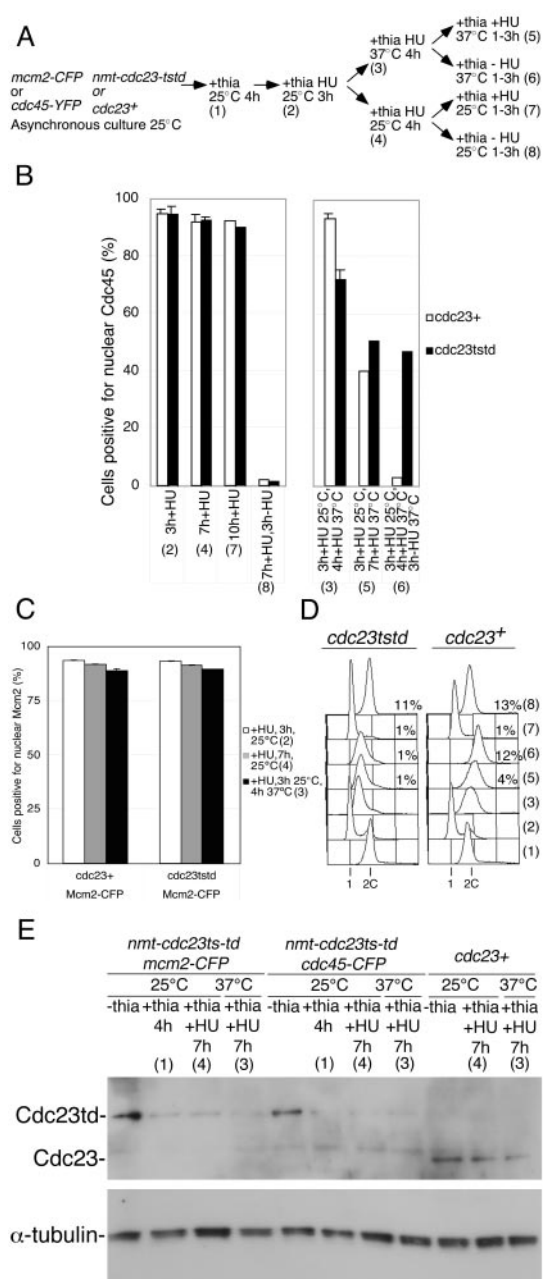 A
mcm2-CFP nmt-cdc23-tstd
or or
cdc45-YFP cdc23+
Asynchronous culture 25°C
+thia
25°C 4h
(1)
+thia HU
25°C 3h
(2)
+thia HU
37°C 4h
(3)
+thia HU
25°C 4h
(4)
+thia +HU
37°C 1-3h (5)
+thia - HU
37°C 1-3h (6)
+thia +HU
25°C 1-3h (7)
+thia - HU
25°C 1-3h (8)
B
Cells positive for nuclear Cdc45 (%)
100
80
60
40
20
0
3h+HU
(2)
7h+HU
(4)
10h+HU
(7)
7h+HU,3h-HU
(8)
3h+HU 25°C,
4h+HU 37°C
(3)
3h+HU 25°C,
7h+HU 37°C
(5)
3h+HU 25°C,
4h+HU 37°C
3h-HU 37°C
(6)
cdc23+
cdc23tstd
C
Cells positive for nuclear Mcm2 (%)
100
75
50
25
0
cdc23+
Mcm2-CFP
cdc23tstd
Mcm2-CFP
+HU, 3h,
25°C (2)
+HU,7h,
25°C(4)
+HU,3h 25°C,
4h 37°C (3)
D
cdc23tstd cdc23+
11% 13% (8)
1% 1% (7)
1% 12% (6)
1% 4% (5)
(3)
(2)
(1)
1 2C 1 2C
E
nmt-cdc23ts-td nmt-cdc23ts-td cdc23+
mcm2-CFP cdc45-CFP
25°C 37°C 25°C 37°C 25°C 37°C
-thia +thia +thia +thia -thia +thia +thia +thia -thia +thia +thia
4h +HU +HU 4h +HU +HU +HU +HU
7h 7h 7h 7h 7h 7h
(1) (4) (3) (1) (4) (3) (4) (3)
Cdc23td-
Cdc23-
α-tubulin-